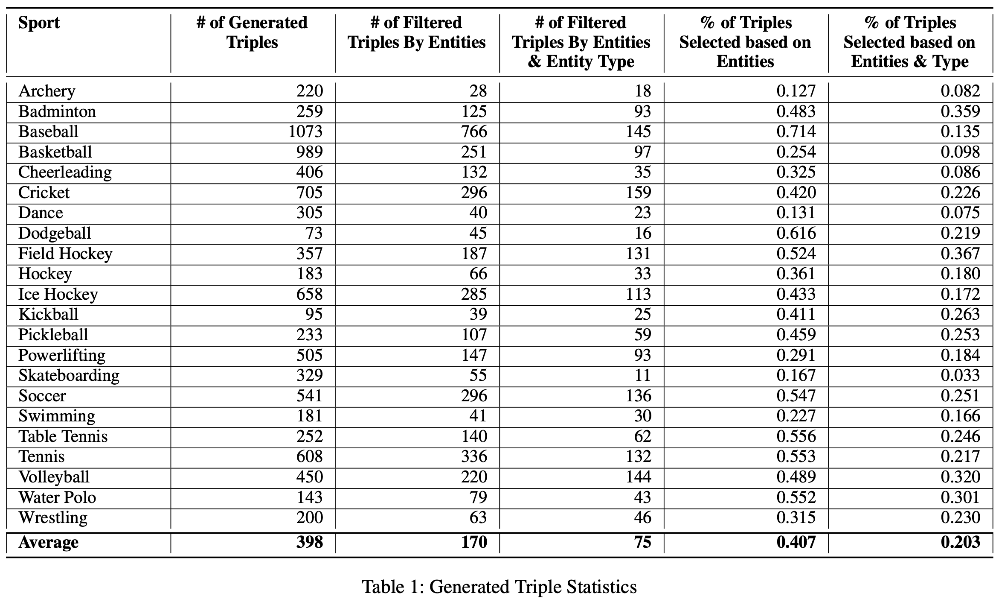 Sport | # of Generated Triples | # of Filtered Triples By Entities | # of Filtered Triples By Entities & Entity Type | % of Triples Selected based on Entities | % of Triples Selected based on Entities & Type
Archery | 220 | 28 | 18 | 0.127 | 0.082
Badminton | 259 | 125 | 93 | 0.483 | 0.359
Baseball | 1073 | 766 | 145 | 0.714 | 0.135
Basketball | 989 | 251 | 97 | 0.254 | 0.098
Cheerleading | 406 | 132 | 35 | 0.325 | 0.086
Cricket | 705 | 296 | 159 | 0.420 | 0.226
Dance | 305 | 40 | 23 | 0.131 | 0.075
Dodgeball | 73 | 45 | 16 | 0.616 | 0.219
Field Hockey | 357 | 187 | 131 | 0.524 | 0.367
Hockey | 183 | 66 | 33 | 0.361 | 0.180
Ice Hockey | 658 | 285 | 113 | 0.433 | 0.172
Kickball | 95 | 39 | 25 | 0.411 | 0.263
Pickleball | 233 | 107 | 59 | 0.459 | 0.253
Powerlifting | 505 | 147 | 93 | 0.291 | 0.184
Skateboarding | 329 | 55 | 11 | 0.167 | 0.033
Soccer | 541 | 296 | 136 | 0.547 | 0.251
Swimming | 181 | 41 | 30 | 0.227 | 0.166
Table Tennis | 252 | 140 | 62 | 0.556 | 0.246
Tennis | 608 | 336 | 132 | 0.553 | 0.217
Volleyball | 450 | 220 | 144 | 0.489 | 0.320
Water Polo | 143 | 79 | 43 | 0.552 | 0.301
Wrestling | 200 | 63 | 46 | 0.315 | 0.230
Average | 398 | 170 | 75 | 0.407 | 0.203
Table 1: Generated Triple Statistics